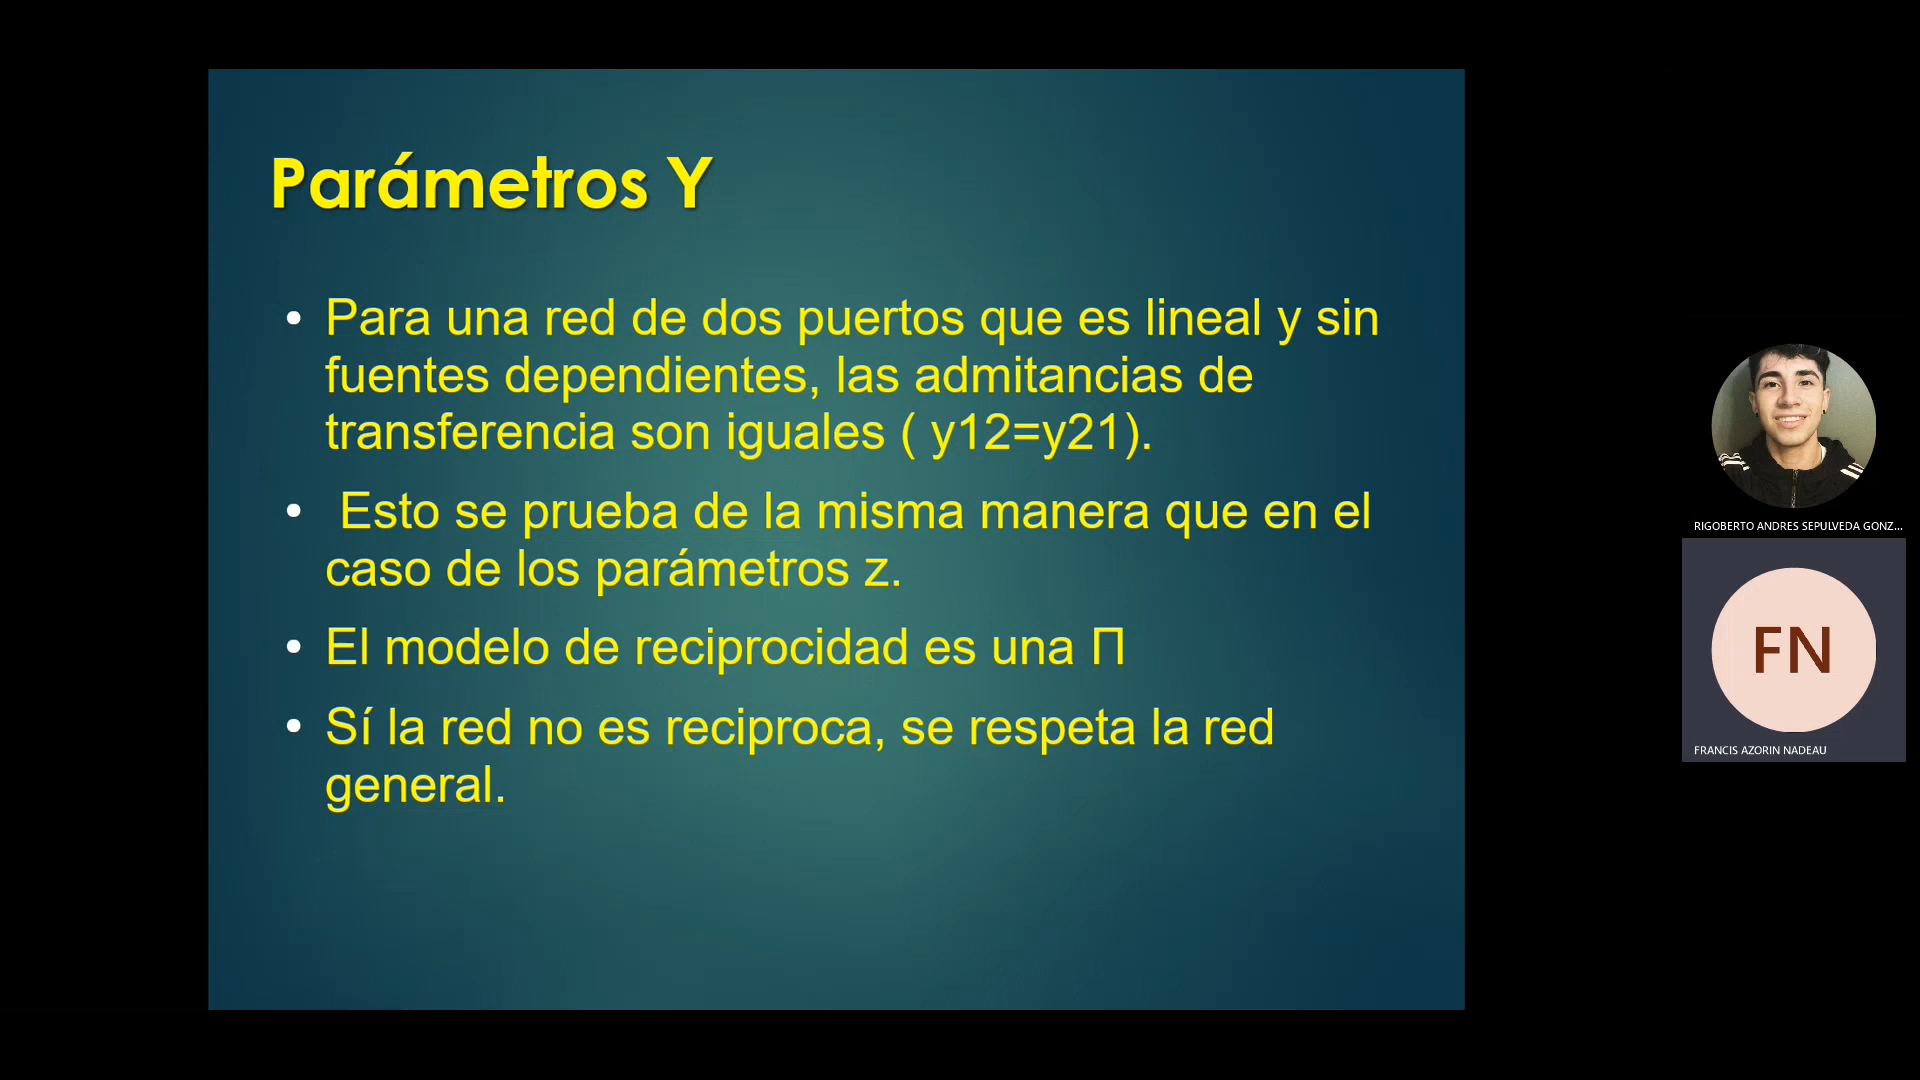 Parámetros Y
• Para una red de dos puertos que es lineal y sin
fuentes dependientes, las admitancias de
transferencia son iguales ( y12=y21).
• Esto se prueba de la misma manera que en el
caso de los parámetros z.
• El modelo de reciprocidad es una Π
• Sí la red no es reciproca, se respeta la red
general.
RIGOBERTO ANDRES SEPULVEDA GONZ...
FN
FRANCIS AZORIN NADEAU